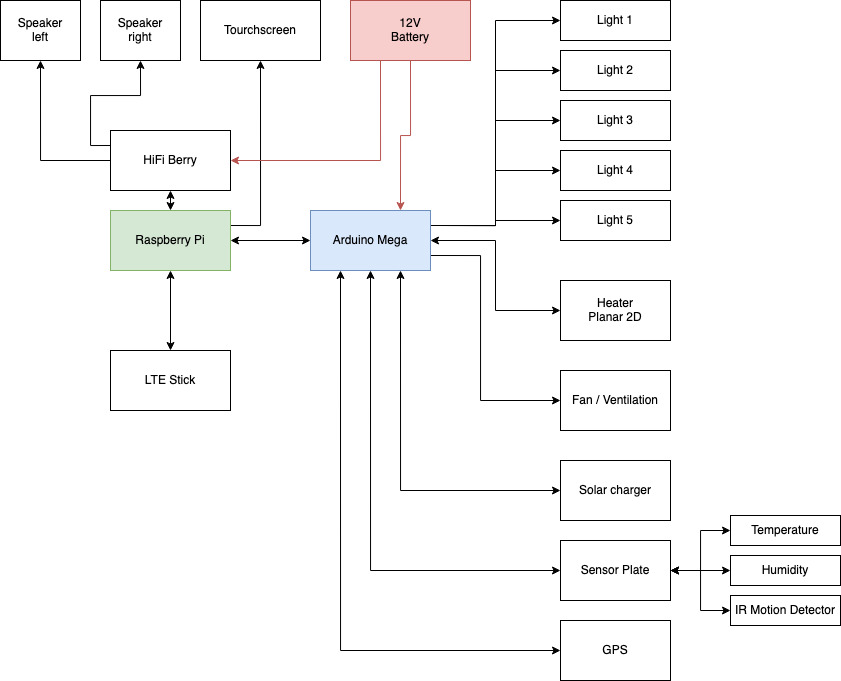 Speaker
left
Speaker
right
Tourchscreen
12V
Battery
Light 1
Light 2
Light 3
HiFi Berry
Light 4
Light 5
Raspberry Pi
Arduino Mega
Heater
Planar 2D
LTE Stick
Fan / Ventilation
Solar charger
Temperature
Sensor Plate
Humidity
IR Motion Detector
GPS